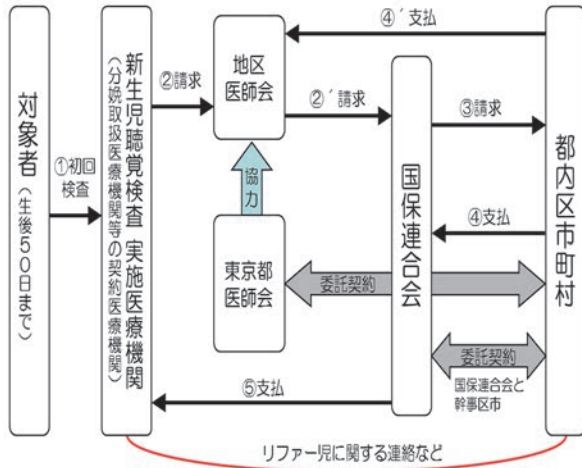 対象者（生後50日まで）
①初回
検査
新生児聴覚検査 実施医療機関
（分娩取扱医療機関等の契約医療機関）
②請求
地区
医師会
④´支払
②´請求
協力
東京都
医師会
国保連合会
③請求
④支払
委託契約
委託契約
国保連合会と
幹事区市
⑤支払
都内区市町村
リファー児に関する連絡など